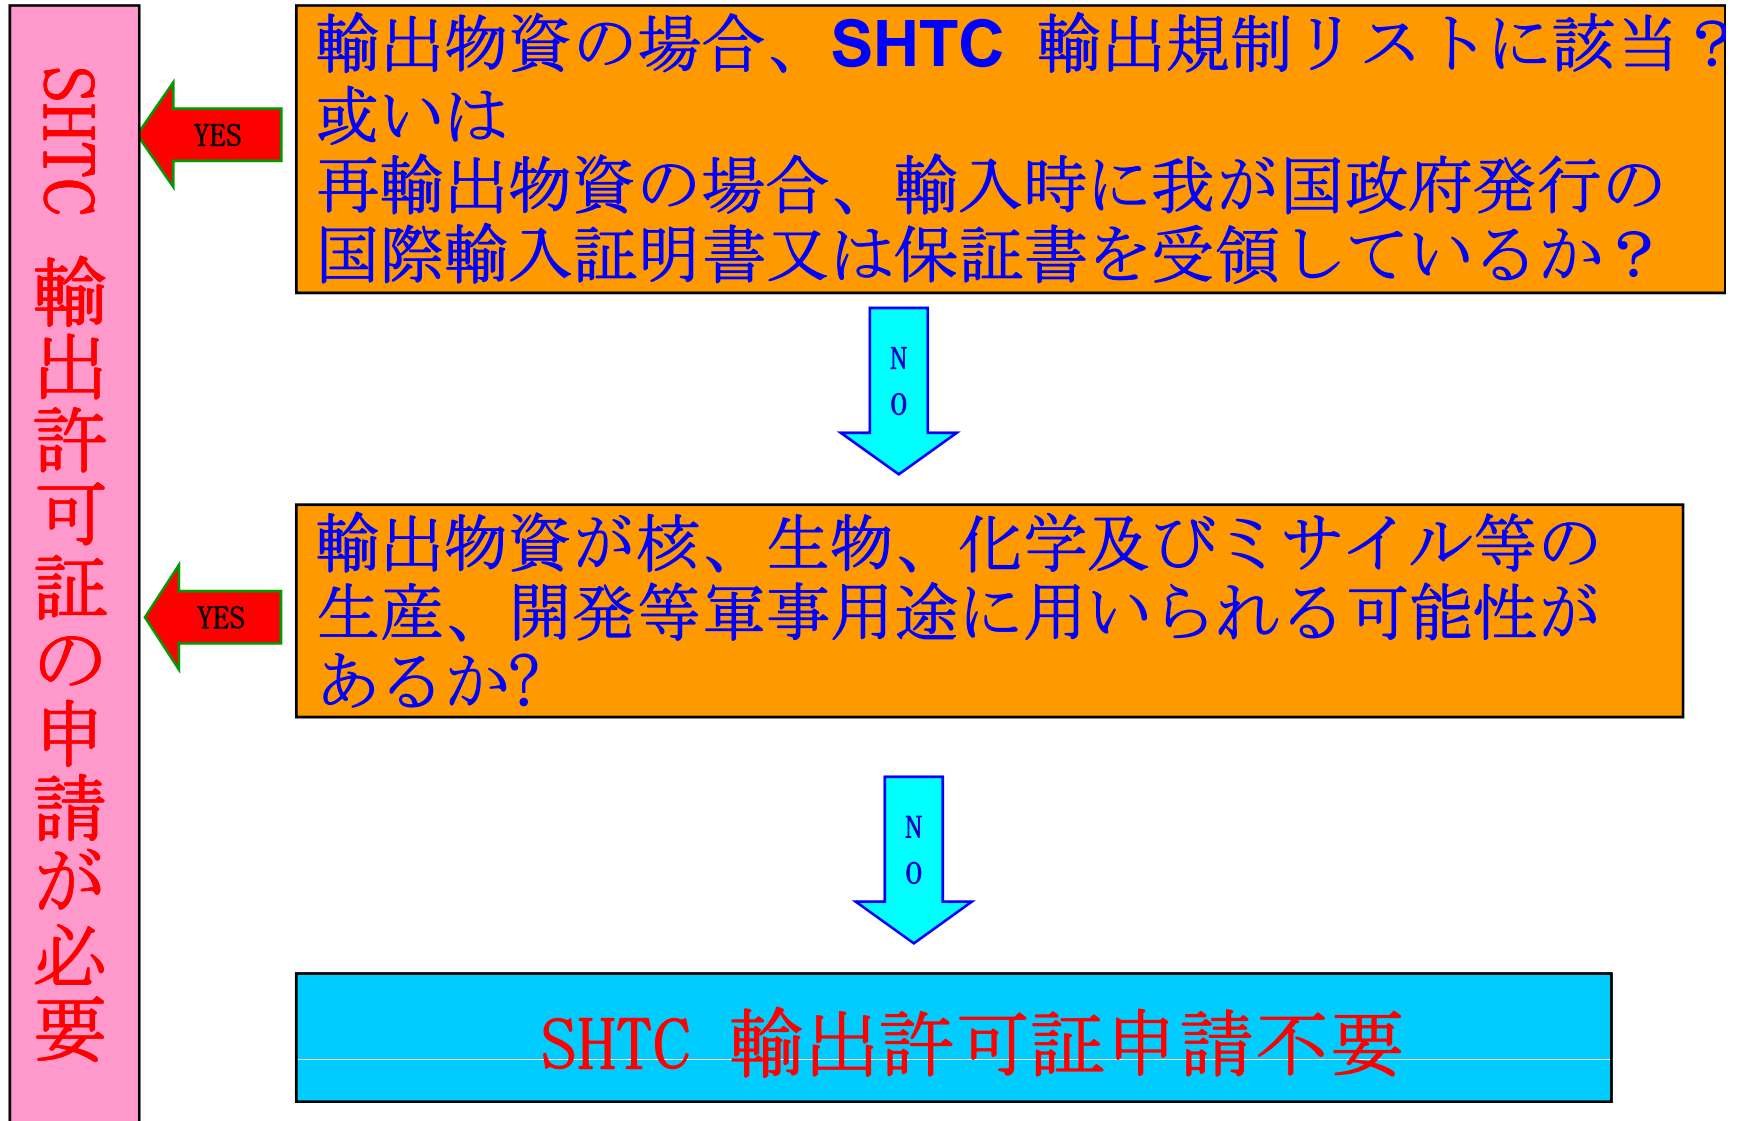 SHTC 輸出許可証の申請が必要
輸出物資の場合、SHTC 輸出規制リストに該当？
或いは
再輸出物資の場合、輸入時に我が国政府発行の
国際輸入証明書又は保証書を受領しているか？
YES
N
O
輸出物資が核、生物、化学及びミサイル等の
生産、開発等軍事用途に用いられる可能性が
あるか?
YES
N
O
SHTC 輸出許可証申請不要